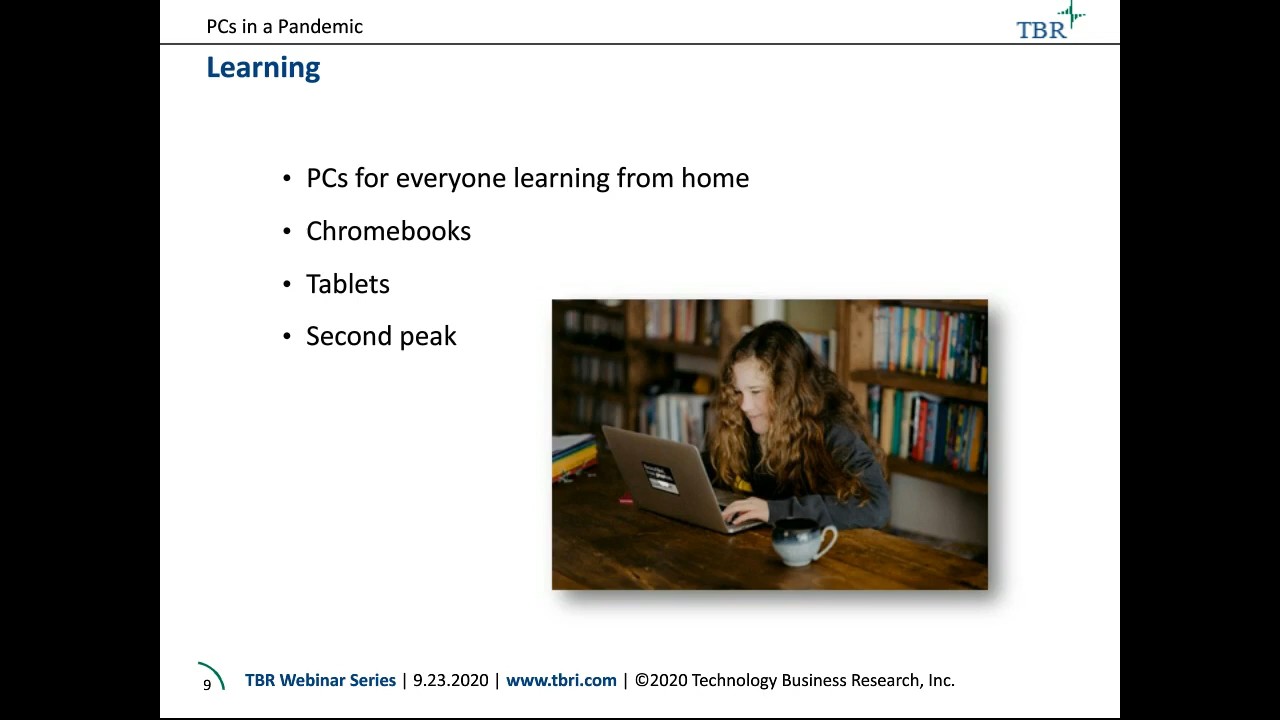 PCs in a Pandemic
TBR
Learning
• PCs for everyone learning from home
• Chromebooks
• Tablets
• Second peak
9
TBR Webinar Series | 9.23.2020 | www.tbri.com | ©2020 Technology Business Research, Inc.